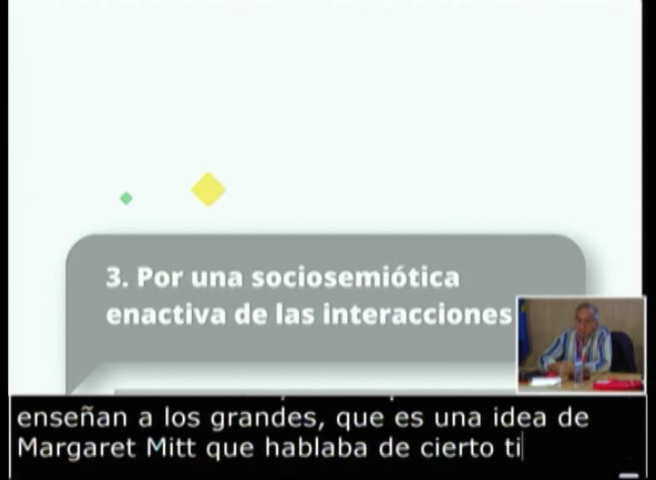 3. Por una sociosemiótica
enactiva de las interacciones
enseñan a los grandes, que es una idea de
Margaret Mitt que hablaba de cierto ti